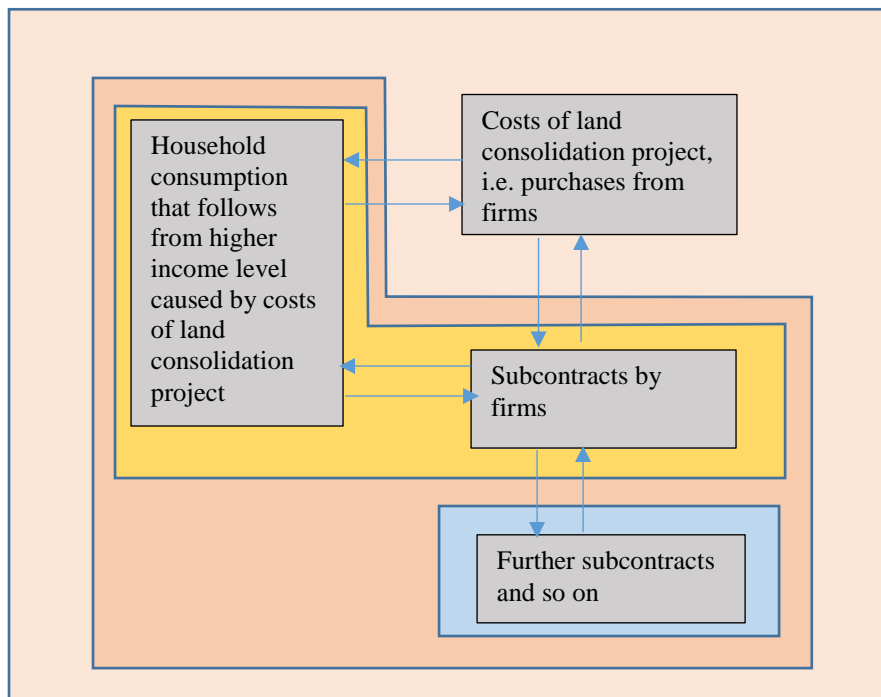 Household
consumption
that follows
from higher
income level
caused by costs
of land
consolidation
project
Costs of land
consolidation project,
i.e. purchases from
firms
Subcontracts by
firms
Further subcontracts
and so on